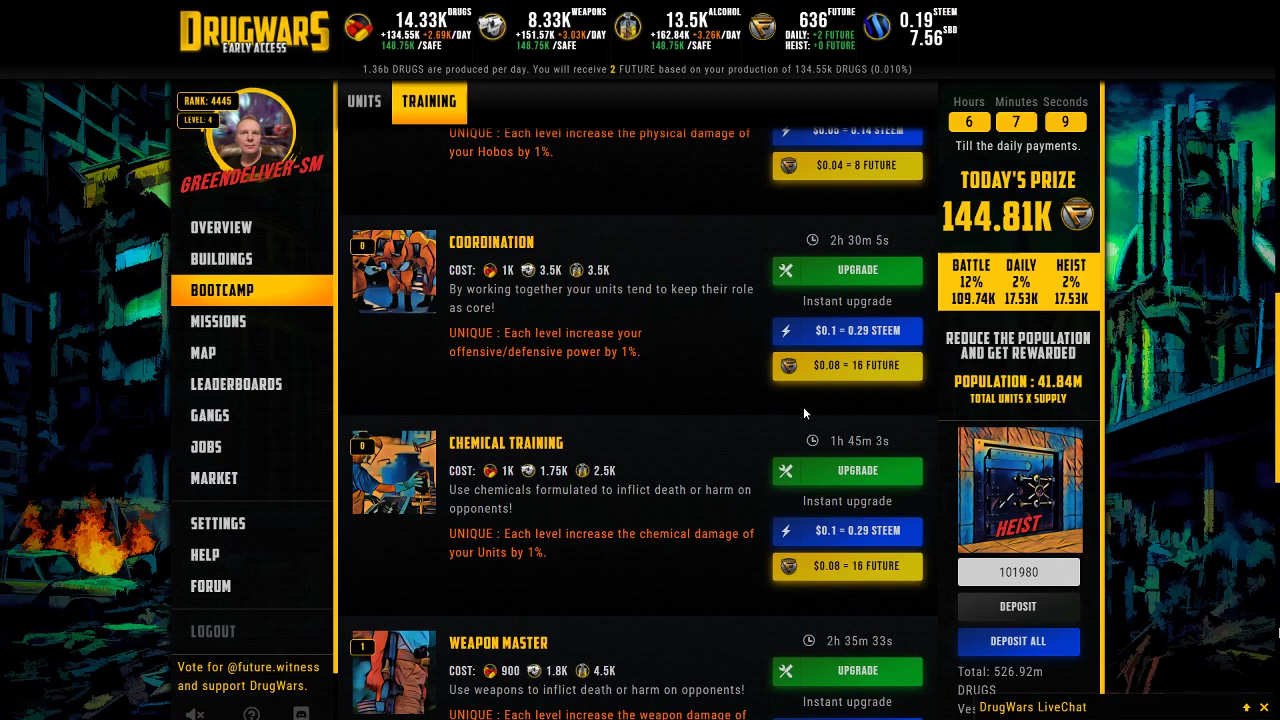 DRUGWARS
EARLY ACCESS
14.33K DRUGS
+134.55K +2.69K/DAY
148.75K /SAFE
8.33K WEAPONS
+151.57K +3.03K/DAY
148.75K /SAFE
13.5K ALCOHOL
+162.84K +3.26K/DAY
148.75K /SAFE
636 FUTURE
DAILY: +2 FUTURE
HEIST: +0 FUTURE
0.19 STEEM
7.56 SBD
1.36b DRUGS are produced per day. You will receive 2 FUTURE based on your production of 134.55k DRUGS (0.010%)
RANK: 4445
LEVEL: 4
GREENDELIVER-SM
OVERVIEW
BUILDINGS
BOOTCAMP
MISSIONS
MAP
LEADERBOARDS
GANGS
JOBS
MARKET
SETTINGS
HELP
FORUM
LOGOUT
Vote for @future.witness
and support DrugWars.
UNITS
TRAINING
UNIQUE : Each level increase the physical damage of
your Hobos by 1%.
$0.05 = 0.14 STEEM
$0.04 = 8 FUTURE
0
COORDINATION
COST: 1K 3.5K 3.5K
By working together your units tend to keep their role
as core!
UNIQUE : Each level increase your
offensive/defensive power by 1%.
2h 30m 5s
UPGRADE
Instant upgrade
$0.1 = 0.29 STEEM
$0.08 = 16 FUTURE
0
CHEMICAL TRAINING
COST: 1K 1.75K 2.5K
Use chemicals formulated to inflict death or harm on
opponents!
UNIQUE : Each level increase the chemical damage of
your Units by 1%.
1h 45m 3s
UPGRADE
Instant upgrade
$0.1 = 0.29 STEEM
$0.08 = 16 FUTURE
1
WEAPON MASTER
COST: 900 1.8K 4.5K
Use weapons to inflict death or harm on opponents!
UNIQUE : Each level increase the weapon damage of
2h 35m 33s
UPGRADE
Instant upgrade
Hours Minutes Seconds
6 7 9
Till the daily payments.
TODAY'S PRIZE
144.81K
BATTLE DAILY HEIST
12% 2% 2%
109.74K 17.53K 17.53K
REDUCE THE POPULATION
AND GET REWARDED
POPULATION : 41.84M
TOTAL UNITS X SUPPLY
HEIST
101980
DEPOSIT
DEPOSIT ALL
Total: 526.92m
DRUGS
DrugWars LiveChat